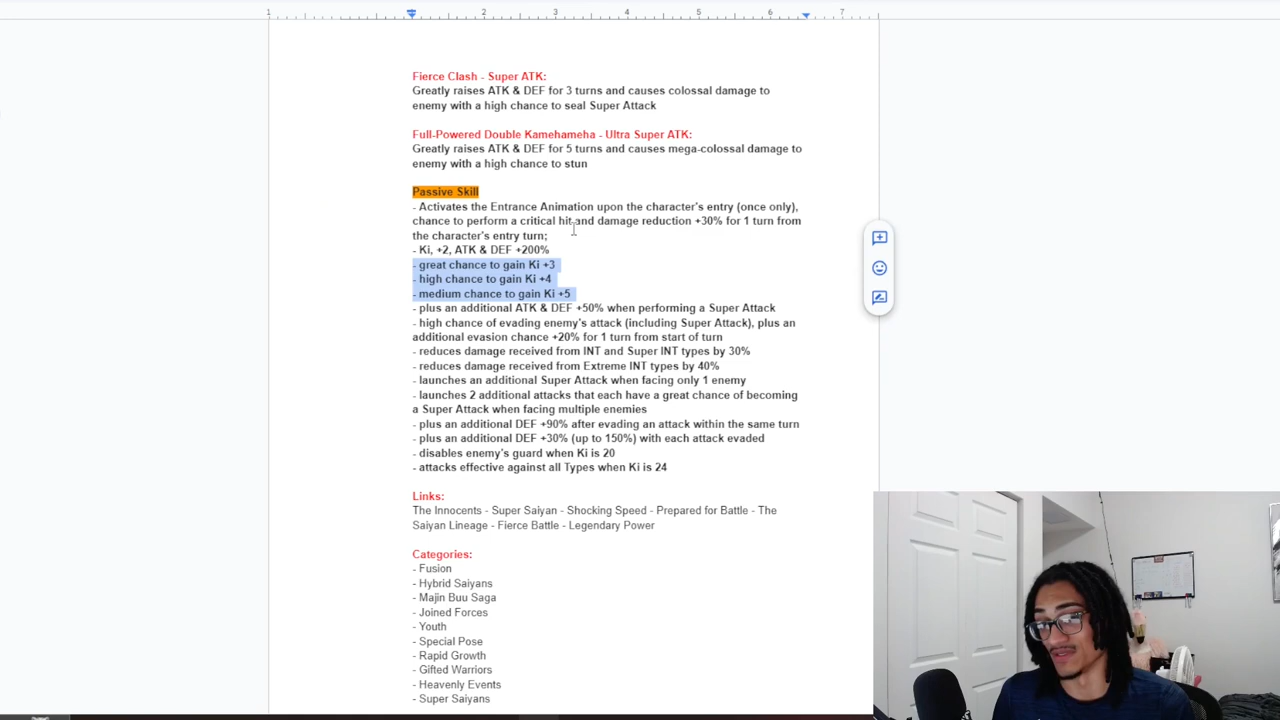 1 2 3 4 5 6 7
Fierce Clash - Super ATK:
Greatly raises ATK & DEF for 3 turns and causes colossal damage to
enemy with a high chance to seal Super Attack
Full-Powered Double Kamehameha - Ultra Super ATK:
Greatly raises ATK & DEF for 5 turns and causes mega-colossal damage to
enemy with a high chance to stun
Passive Skill
- Activates the Entrance Animation upon the character's entry (once only),
chance to perform a critical hit and damage reduction +30% for 1 turn from
the character's entry turn;
- Ki, +2, ATK & DEF +200%
- great chance to gain Ki +3
- high chance to gain Ki +4
- medium chance to gain Ki +5
- plus an additional ATK & DEF +50% when performing a Super Attack
- high chance of evading enemy's attack (including Super Attack), plus an
additional evasion chance +20% for 1 turn from start of turn
- reduces damage received from INT and Super INT types by 30%
- reduces damage received from Extreme INT types by 40%
- launches an additional Super Attack when facing only 1 enemy
- launches 2 additional attacks that each have a great chance of becoming
a Super Attack when facing multiple enemies
- plus an additional DEF +90% after evading an attack within the same turn
- plus an additional DEF +30% (up to 150%) with each attack evaded
- disables enemy's guard when Ki is 20
- attacks effective against all Types when Ki is 24
Links:
The Innocents - Super Saiyan - Shocking Speed - Prepared for Battle - The
Saiyan Lineage - Fierce Battle - Legendary Power
Categories:
- Fusion
- Hybrid Saiyans
- Majin Buu Saga
- Joined Forces
- Youth
- Special Pose
- Rapid Growth
- Gifted Warriors
- Heavenly Events
- Super Saiyans